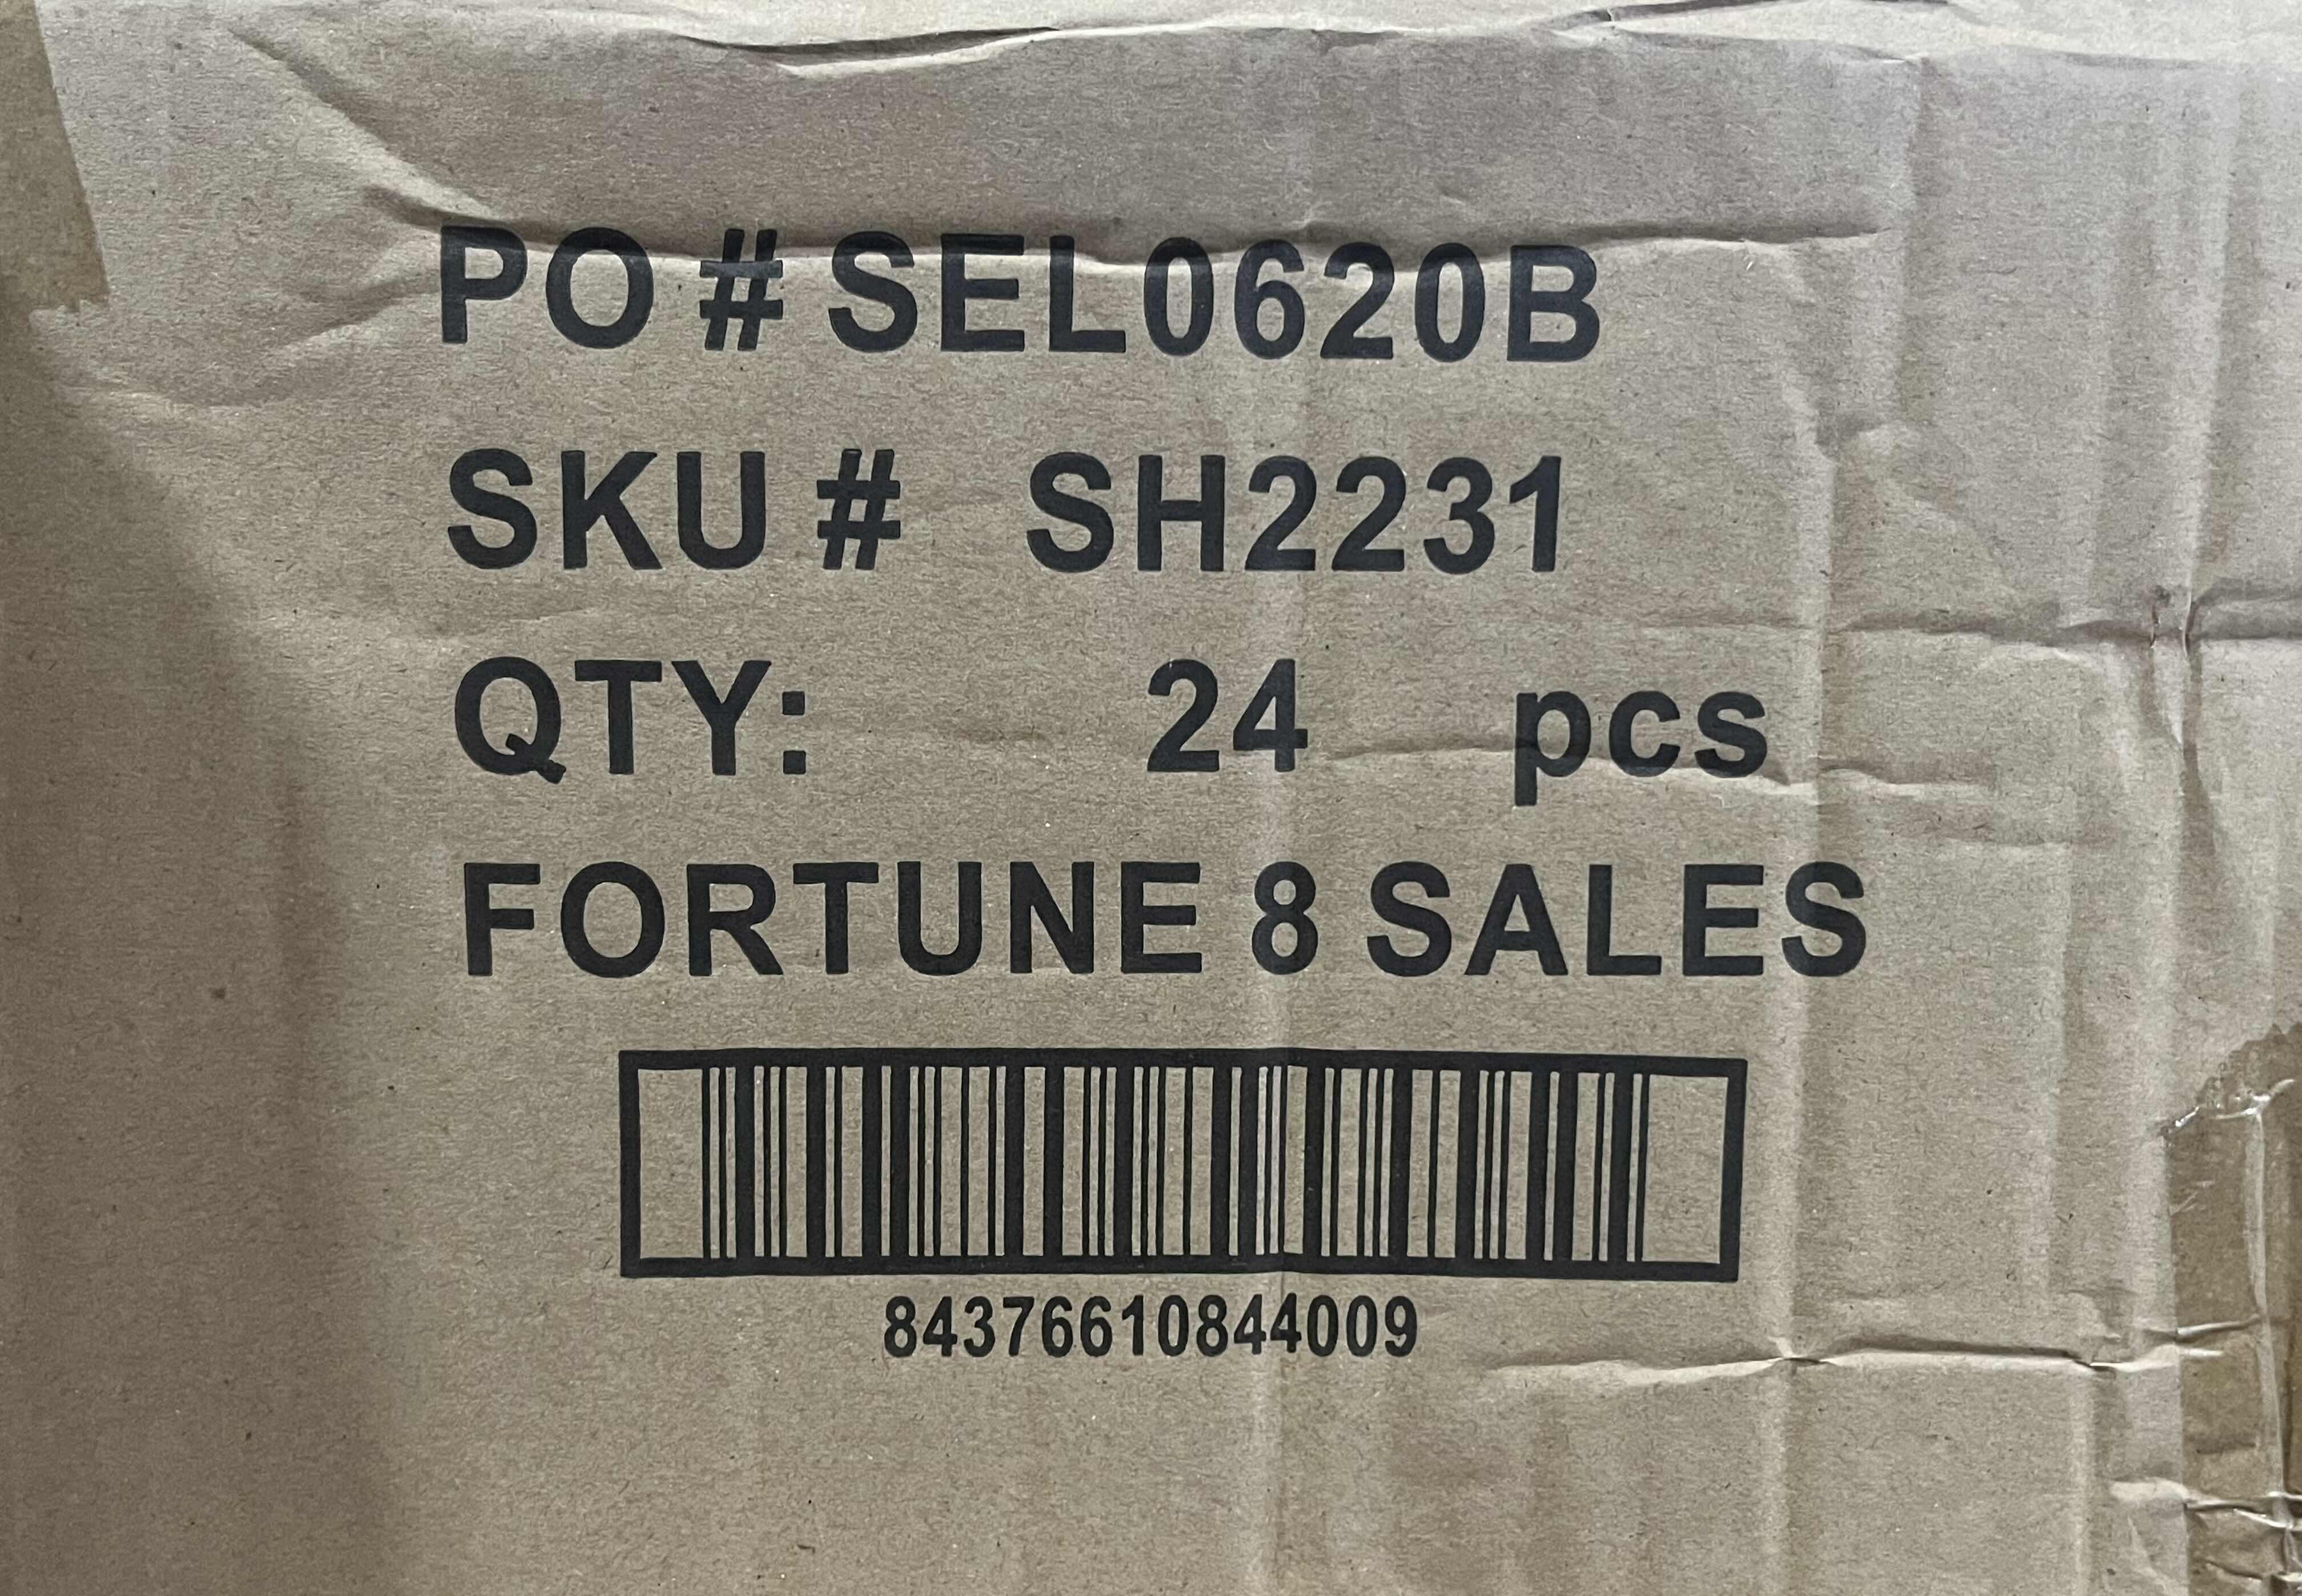 PO # SEL0620B
SKU # SH2231
QTY: 24 pcs
FORTUNE 8 SALES
84376610844009